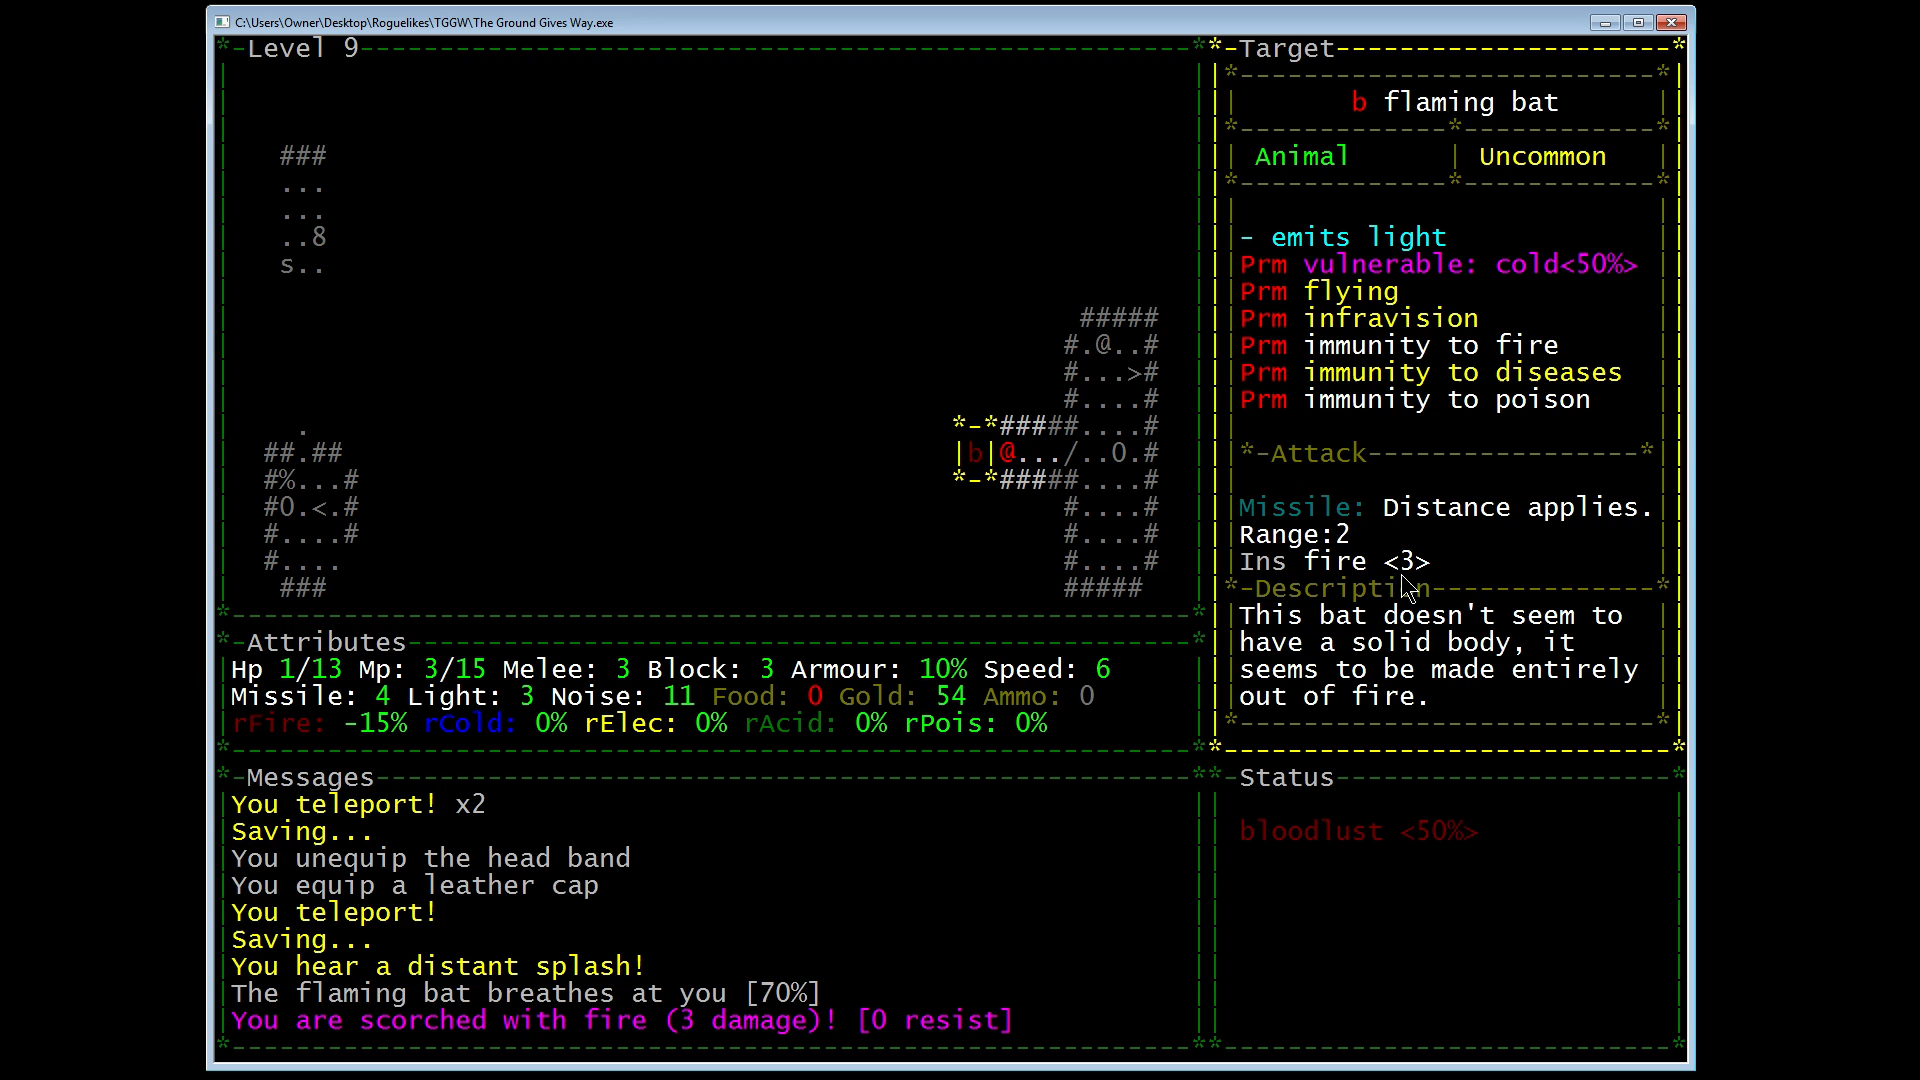 C:\Users\Owner\Desktop\Roguelikes\TGGW\The Ground Gives Way.exe
Level 9
###
...
...
..8
s..
#####
#.@..#
#...>#
#....#
*-*#####....#
|b|@.../..O.#
*-*#####....#
#....#
#....#
#....#
#####
.
##.##
#%...#
#O.<.#
#....#
#....
###
Target
b flaming bat
Animal | Uncommon
- emits light
Prm vulnerable: cold<50%>
Prm flying
Prm infravision
Prm immunity to fire
Prm immunity to diseases
Prm immunity to poison
*-Attack-----------------*
Missile: Distance applies.
Range:2
Ins fire <3>
Description
This bat doesn't seem to
have a solid body, it
seems to be made entirely
out of fire.
Attributes
Hp 1/13 Mp: 3/15 Melee: 3 Block: 3 Armour: 10% Speed: 6
Missile: 4 Light: 3 Noise: 11 Food: 0 Gold: 54 Ammo: 0
rFire: -15% rCold: 0% rElec: 0% rAcid: 0% rPois: 0%
Messages
You teleport! x2
Saving...
You unequip the head band
You equip a leather cap
You teleport!
Saving...
You hear a distant splash!
The flaming bat breathes at you [70%]
You are scorched with fire (3 damage)! [0 resist]
Status
bloodlust <50%>